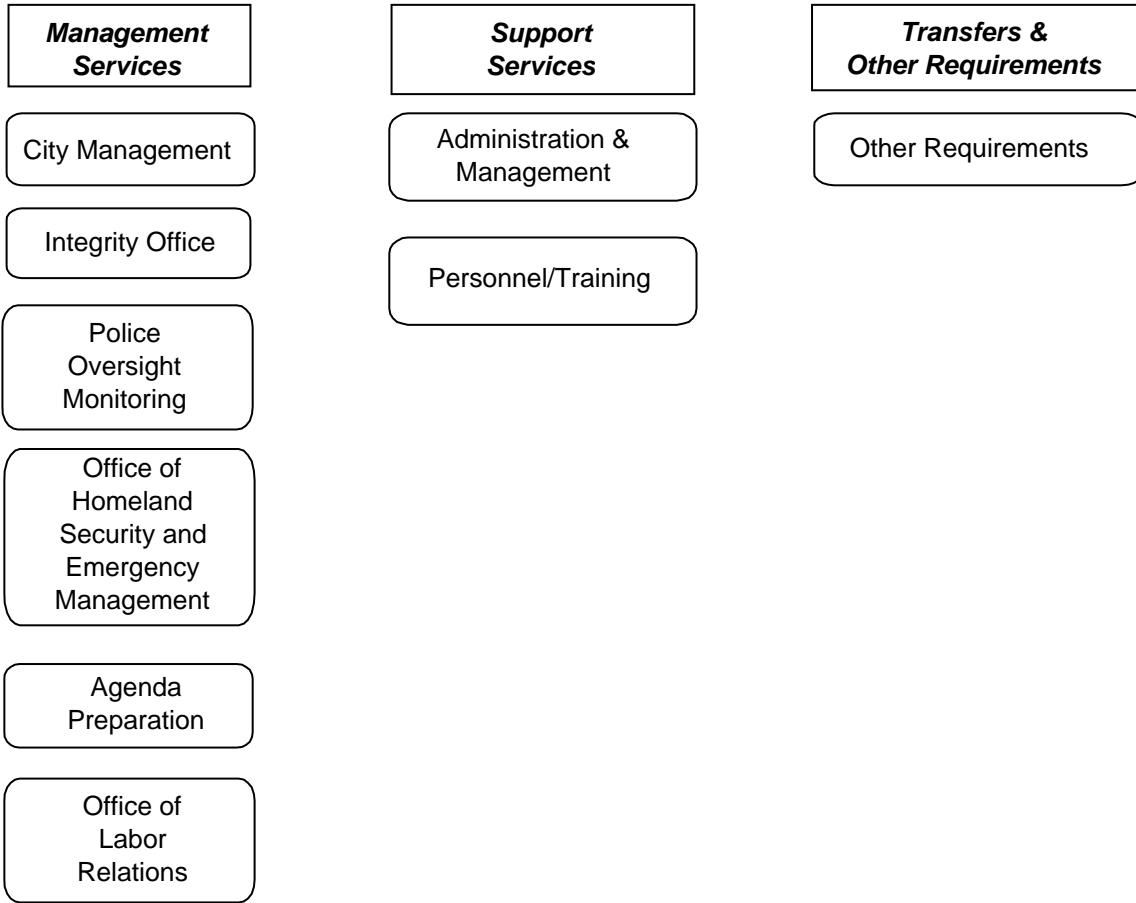 Management
Services
City Management
Integrity Office
Police
Oversight
Monitoring
Office of
Homeland
Security and
Emergency
Management
Agenda
Preparation
Office of
Labor
Relations
Support
Services
Administration &
Management
Personnel/Training
Transfers &
Other Requirements
Other Requirements